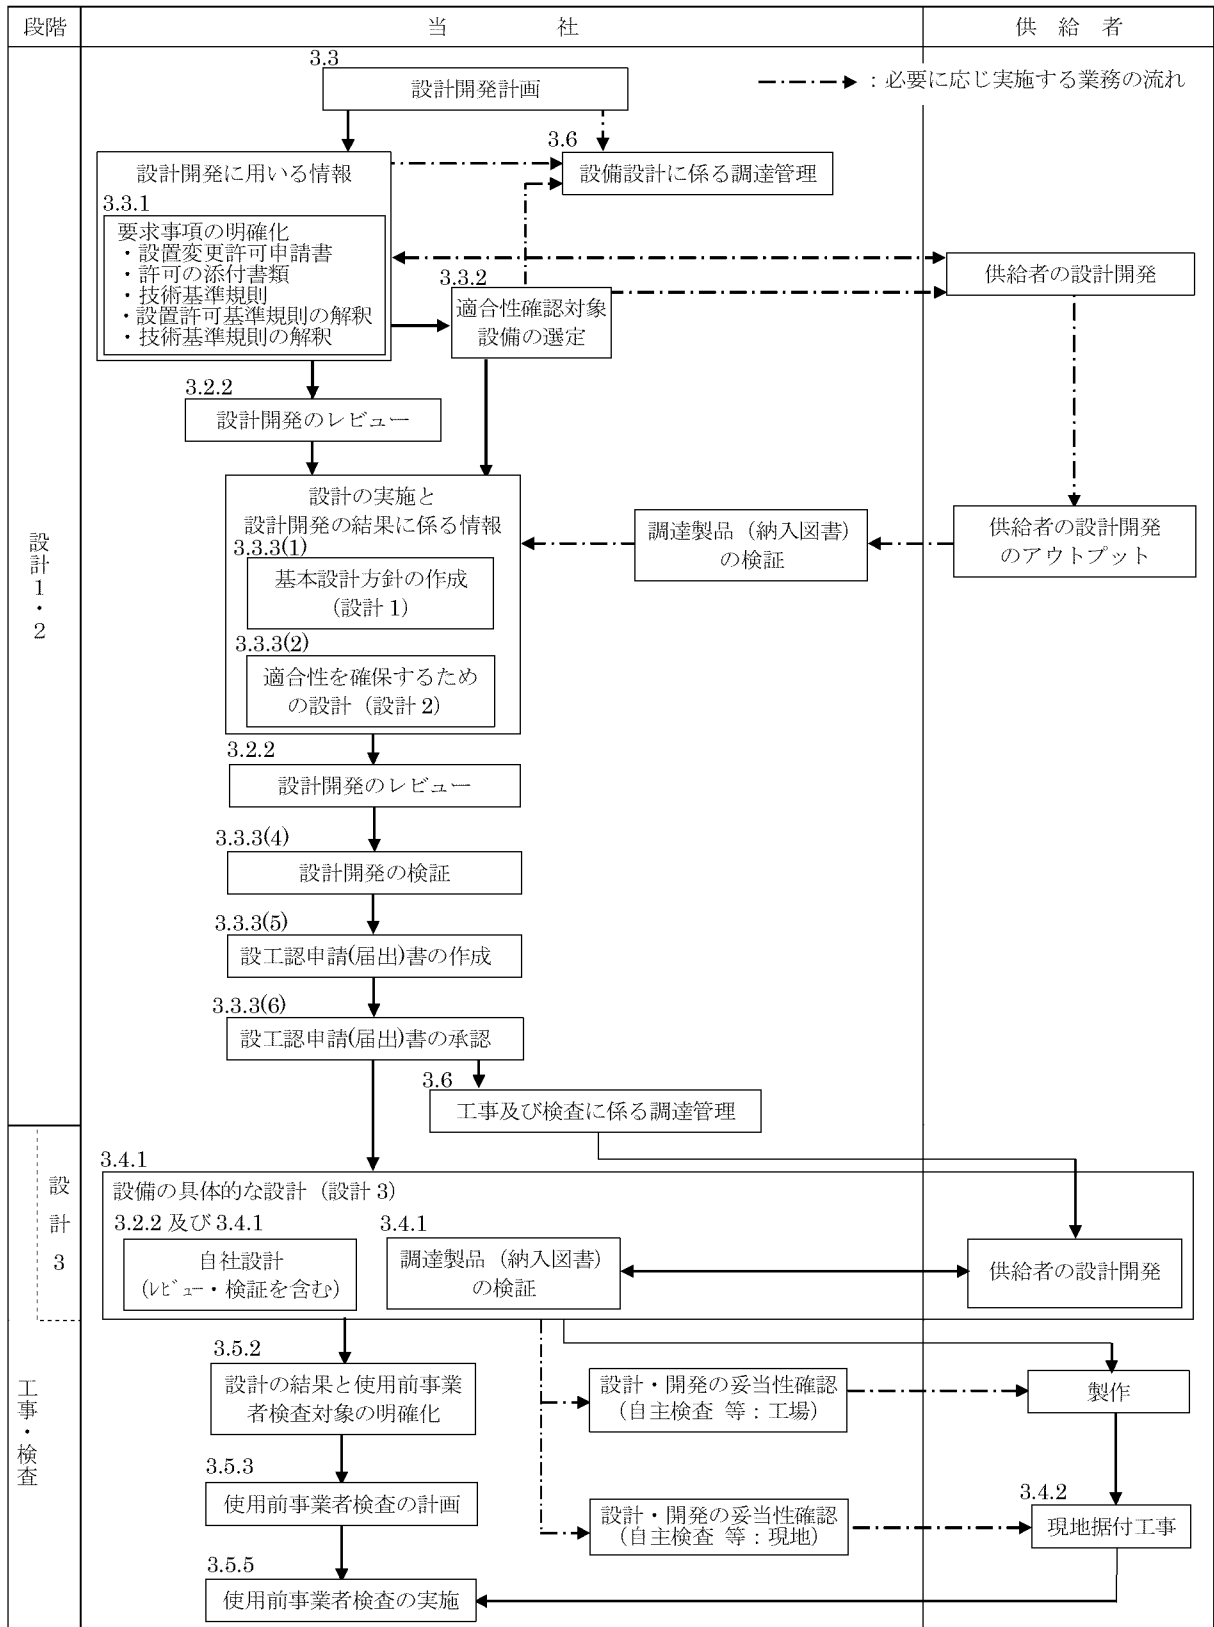 段階
当　　社
供　給　者
3.3
設計開発計画
：必要に応じ実施する業務の流れ
3.6
設備設計に係る調達管理
設計開発に用いる情報
3.3.1
要求事項の明確化
・設置変更許可申請書
・許可の添付書類
・技術基準規則
・設置許可基準規則の解釈
・技術基準規則の解釈
3.3.2
適合性確認対象
設備の選定
供給者の設計開発
3.2.2
設計開発のレビュー
設計の実施と
設計開発の結果に係る情報
3.3.3(1)
基本設計方針の作成
（設計 1）
3.3.3(2)
適合性を確保するため
の設計（設計 2）
調達製品（納入図書）
の検証
供給者の設計開発
のアウトプット
設計1・2
3.2.2
設計開発のレビュー
3.3.3(4)
設計開発の検証
3.3.3(5)
設工認申請(届出)書の作成
3.3.3(6)
設工認申請(届出)書の承認
3.6
工事及び検査に係る調達管理
設計3
3.4.1
設備の具体的な設計（設計 3）
3.2.2 及び 3.4.1
自社設計
(ﾚﾋﾞｭｰ・検証を含む)
3.4.1
調達製品（納入図書）
の検証
供給者の設計開発
工事・検査
3.5.2
設計の結果と使用前事業
者検査対象の明確化
設計・開発の妥当性確認
（自主検査 等：工場）
製作
3.5.3
使用前事業者検査の計画
設計・開発の妥当性確認
（自主検査 等：現地）
3.4.2
現地据付工事
3.5.5
使用前事業者検査の実施